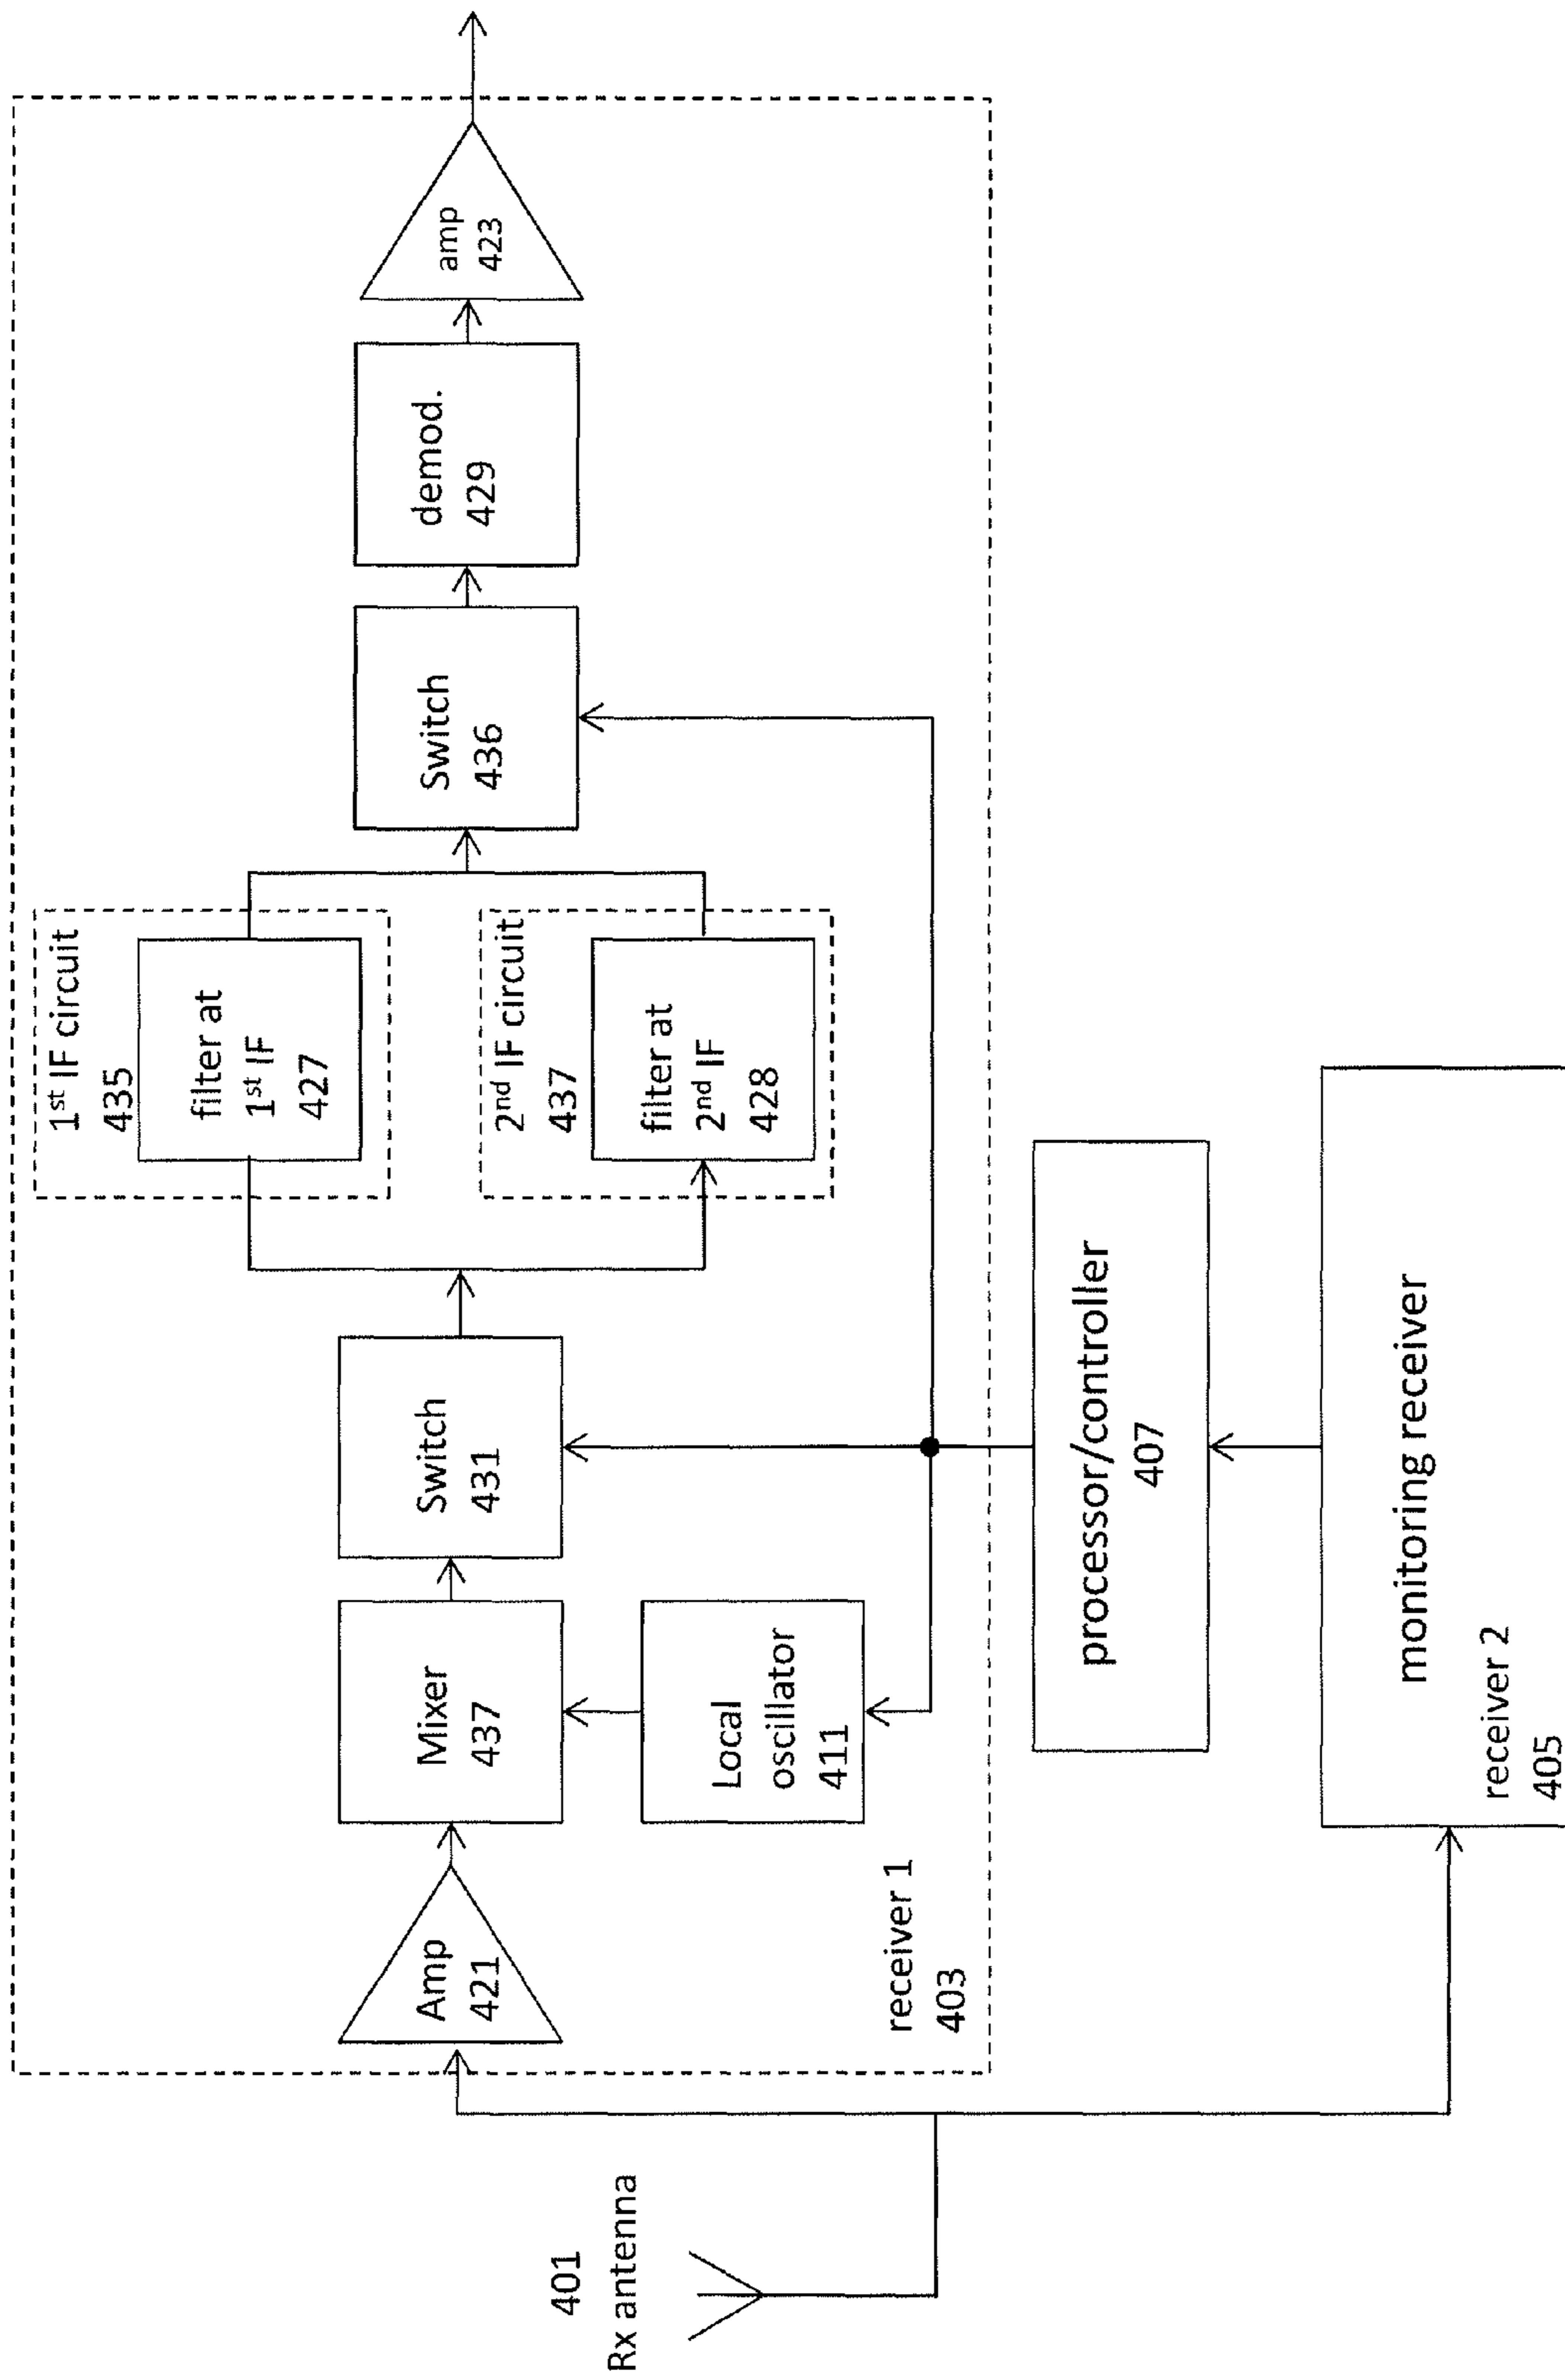 401
Rx antenna
Amp
421
Mixer
437
Local
oscillator
411
Switch
431
1st IF circuit
435
filter at
1st IF
427
2nd IF circuit
437
filter at
2nd IF
428
Switch
436
demod.
429
amp
423
receiver 1
403
processor/controller
407
monitoring receiver
receiver 2
405